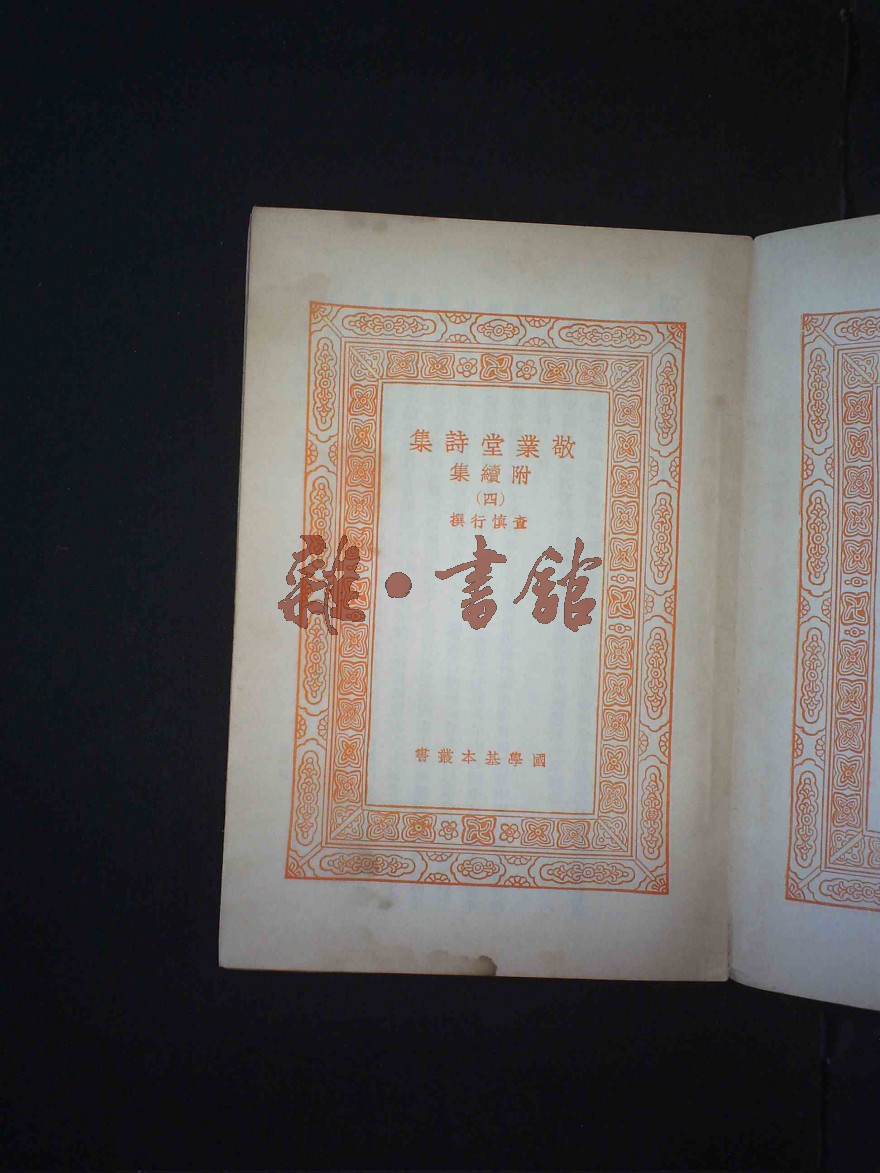 敬業堂詩集
附續集
(四)
查慎行撰
雜·書館
國學基本叢書